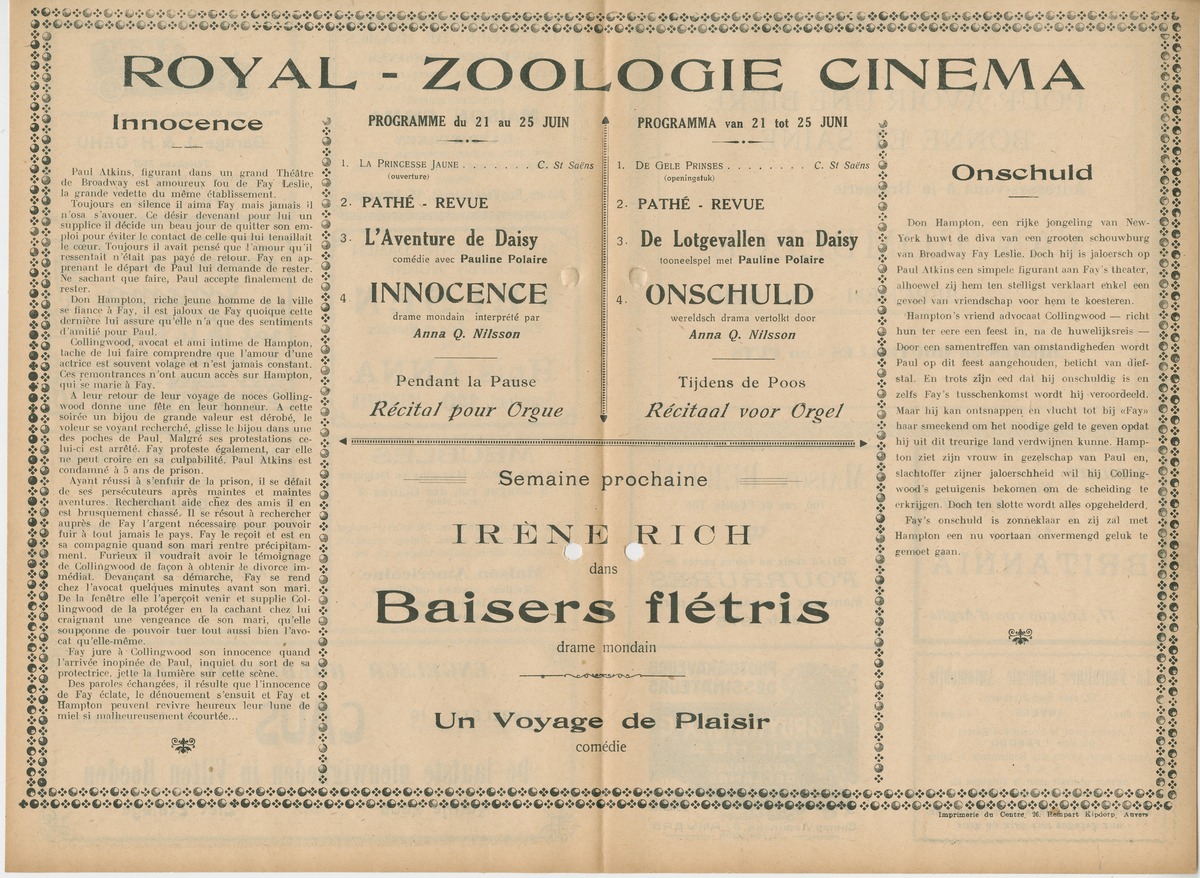 ROYAL - ZOOLOGIE CINEMA
Innocence
Paul Atkins, figurant dans un grand Théâtre
de Broadway est amoureux fou de Fay Leslie,
la grande vedette du même établissement.
Toujours en silence il aima Fay mais jamais il
n'osa s'avouer. Ce désir devenant pour lui un
supplice il décide un beau jour de quitter son em-
ploi pour éviter le contact de celle qui lui tenaillait
le cœur. Toujours il avait pensé que l'amour qu'il
ressentait n'était pas payé de retour. Fay en ap-
prenant le départ de Paul lui demande de rester.
Ne sachant que faire, Paul accepte finalement de
rester.
Don Hampton, riche jeune homme de la ville
se fiance à Fay, il est jaloux de Fay quoique cette
dernière lui assure qu'elle n'a que des sentiments
d'amitié pour Paul.
Collingwood, avocat et ami intime de Hampton,
tache de lui faire comprendre que l'amour d'une
actrice est souvent volage et n'est jamais constant.
Ces remontrances n'ont aucun accès sur Hampton,
qui se marie à Fay.
A leur retour de leur voyage de noces Golling-
wood donne une fête en leur honneur. A cette
soirée un bijou de grande valeur est dérobé, le
voleur se voyant recherché, glisse le bijou dans une
des poches de Paul. Malgré ses protestations ce-
lui-ci est arrêté. Fay proteste également, car elle
ne peut croire en sa culpabilité. Paul Atkins est
condamné à 5 ans de prison.
Ayant réussi à s'enfuir de la prison, il se défait
de ses persécuteurs après maintes et maintes
aventures. Recherchant aide chez des amis il en
est brusquement chassé. Il se résout à rechercher
auprès de Fay l'argent nécessaire pour pouvoir
fuir à tout jamais le pays. Fay le reçoit et est en
sa compagnie quand son mari rentre précipitam-
ment. Furieux il voudrait avoir le témoignage
de Collingwood de façon à obtenir le divorce im-
médiat. Devançant sa démarche, Fay se rend
chez l'avocat quelques minutes avant son mari.
De la fenêtre elle l'aperçoit venir et supplie Col-
lingwood de la protéger en la cachant chez lui
craignant une vengeance de son mari, qu'elle
soupçonne de pouvoir tuer tout aussi bien l'avo-
cat qu'elle-même.
Fay jure à Collingwood son innocence quand
l'arrivée inopinée de Paul, inquiet du sort de sa
protectrice, jette la lumière sur cette scène.
Des paroles échangées, il résulte que l'innocence
de Fay éclate, le dénouement s'ensuit et Fay et
Hampton peuvent revivre heureux leur lune de
miel si malheureusement écourtée...
PROGRAMME du 21 au 25 JUIN
1. LA PRINCESSE JAUNE . . . . . . . C. St Saëns
(ouverture)
2. PATHÉ - REVUE
3. L'Aventure de Daisy
comédie avec Pauline Polaire
4. INNOCENCE
drame mondain interprété par
Anna Q. Nilsson
Pendant la Pause
Récital pour Orgue
PROGRAMMA van 21 tot 25 JUNI
1. DE GELE PRINSES . . . . . . . . C. St Saëns
(openingstuk)
2. PATHÉ - REVUE
3. De Lotgevallen van Daisy
tooneelspel met Pauline Polaire
4. ONSCHULD
wereldsch drama vertolkt door
Anna Q. Nilsson
Tijdens de Poos
Récitaal voor Orgel
Semaine prochaine
IRÈNE RICH
dans
Baisers flétris
drame mondain
Un Voyage de Plaisir
comédie
Onschuld
Don Hampton, een rijke jongeling van New-
York huwt de diva van een grooten schouwburg
van Broadway Fay Leslie. Doch hij is jaloersch op
Paul Atkins een simpele figurant aan Fay's theater,
alhoewel zij hem ten stelligst verklaart enkel een
gevoel van vriendschap voor hem te koesteren.
Hampton's vriend advocaat Collingwood — richt
hun ter eere een feest in, na de huwelijksreis —
Door een samentreffen van omstandigheden wordt
Paul op dit feest aangehouden, beticht van dief-
stal. En trots zijn eed dat hij onschuldig is en
zelfs Fay's tusschenkomst wordt hij veroordeeld.
Maar hij kan ontsnappen en vlucht tot bij «Fay»
haar smeekend om het noodige geld te geven opdat
hij uit dit treurige land verdwijnen kunne. Hamp-
ton ziet zijn vrouw in gezelschap van Paul en,
slachtoffer zijner jaloerschheid wil hij Colling-
wood's getuigenis bekomen om de scheiding te
erkrijgen. Doch ten slotte wordt alles opgehelderd.
Fay's onschuld is zonneklaar en zij zal met
Hampton een nu voortaan onvermengd geluk te
gemoet gaan.
Imprimerie du Centre, 26, Rempart Kipdorp, Anvers